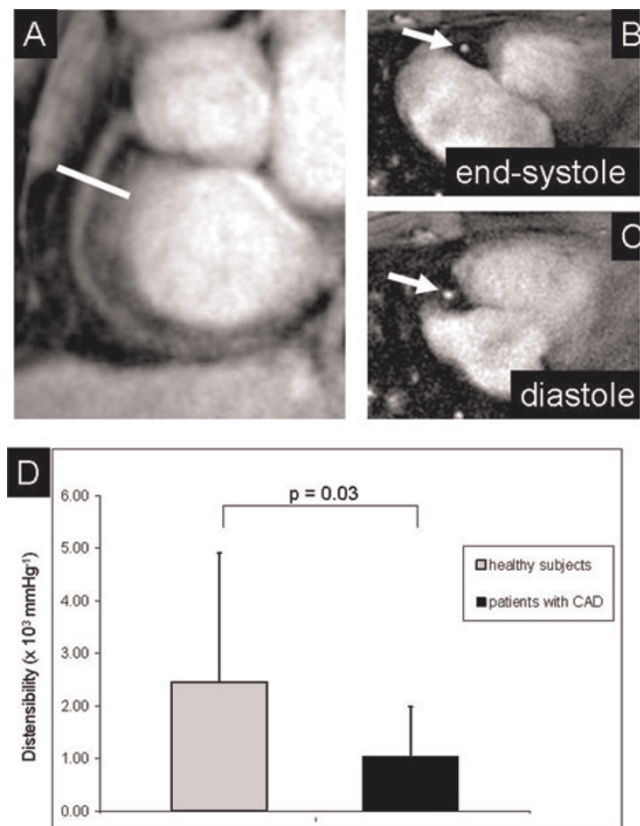 A
B
end-systole
C
diastole
D
p = 0.03
6.00
5.00
4.00
3.00
2.00
1.00
0.00
Distensibility (x 10³ mmHg⁻¹)
healthy subjects
patients with CAD